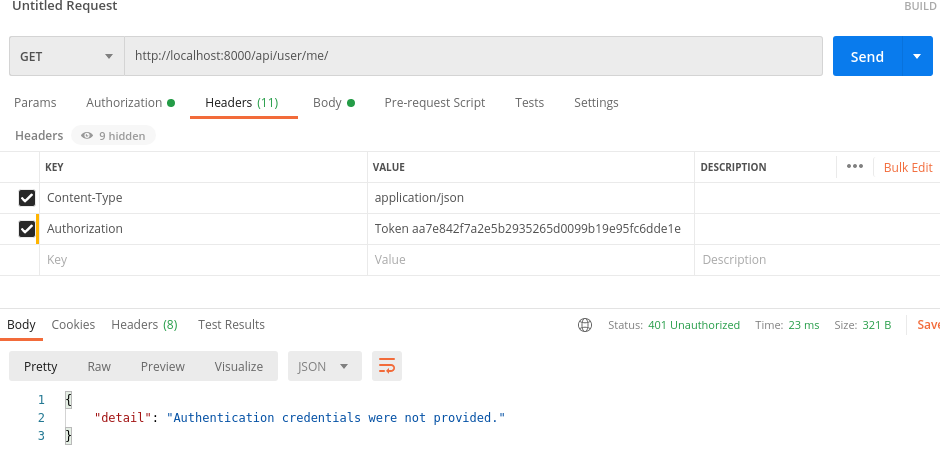 Untitled Request BUILD
GET http://localhost:8000/api/user/me/ Send
Params Authorization Headers (11) Body Pre-request Script Tests Settings
Headers 9 hidden
KEY VALUE DESCRIPTION ••• Bulk Edit
Content-Type application/json
Authorization Token aa7e842f7a2e5b2935265d0099b19e95fc6dde1e
Key Value Description
Body Cookies Headers (8) Test Results Status: 401 Unauthorized Time: 23 ms Size: 321 B Save
Pretty Raw Preview Visualize JSON
1 {
2 "detail": "Authentication credentials were not provided."
3 }